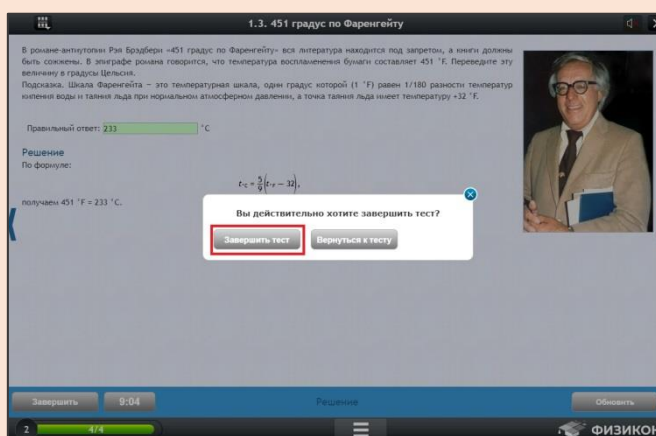 1.3. 451 градус по Фаренгейту
В романе-антиутопии Рэя Брэдбери «451 градус по Фаренгейту» вся литература находится под запретом, а книги должны
быть сожжены. В эпиграфе романа говорится, что температура воспламенения бумаги составляет 451 °F. Переведите эту
величину в градусы Цельсия.
Подсказка. Шкала Фаренгейта – это температурная шкала, один градус которой (1 °F) равен 1/180 разности температур
кипения воды и таяния льда при нормальном атмосферном давлении, а точка таяния льда имеет температуру +32 °F.
Правильный ответ: 233 °C
Решение
По формуле:
t°C = 5/9 (t°F − 32),
получаем 451 °F = 233 °C.
Вы действительно хотите завершить тест?
Завершить тест Вернуться к тесту
Завершить 9:04 Решение Обновить
2 4/4 ФИЗИКОН